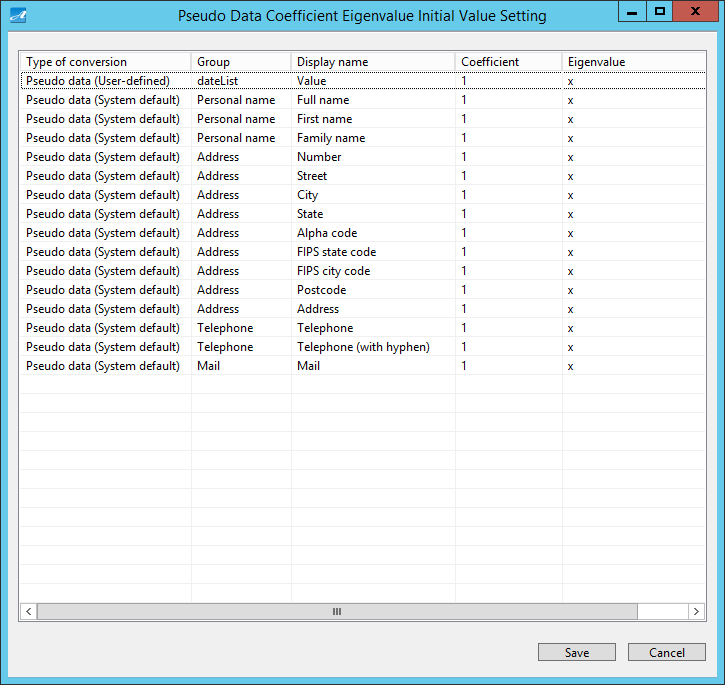 Pseudo Data Coefficient Eigenvalue Initial Value Setting
Type of conversion Group Display name Coefficient Eigenvalue
Pseudo data (User-defined) dateList Value 1 x
Pseudo data (System default) Personal name Full name 1 x
Pseudo data (System default) Personal name First name 1 x
Pseudo data (System default) Personal name Family name 1 x
Pseudo data (System default) Address Number 1 x
Pseudo data (System default) Address Street 1 x
Pseudo data (System default) Address City 1 x
Pseudo data (System default) Address State 1 x
Pseudo data (System default) Address Alpha code 1 x
Pseudo data (System default) Address FIPS state code 1 x
Pseudo data (System default) Address FIPS city code 1 x
Pseudo data (System default) Address Postcode 1 x
Pseudo data (System default) Address Address 1 x
Pseudo data (System default) Telephone Telephone 1 x
Pseudo data (System default) Telephone Telephone (with hyphen) 1 x
Pseudo data (System default) Mail Mail 1 x
Save Cancel